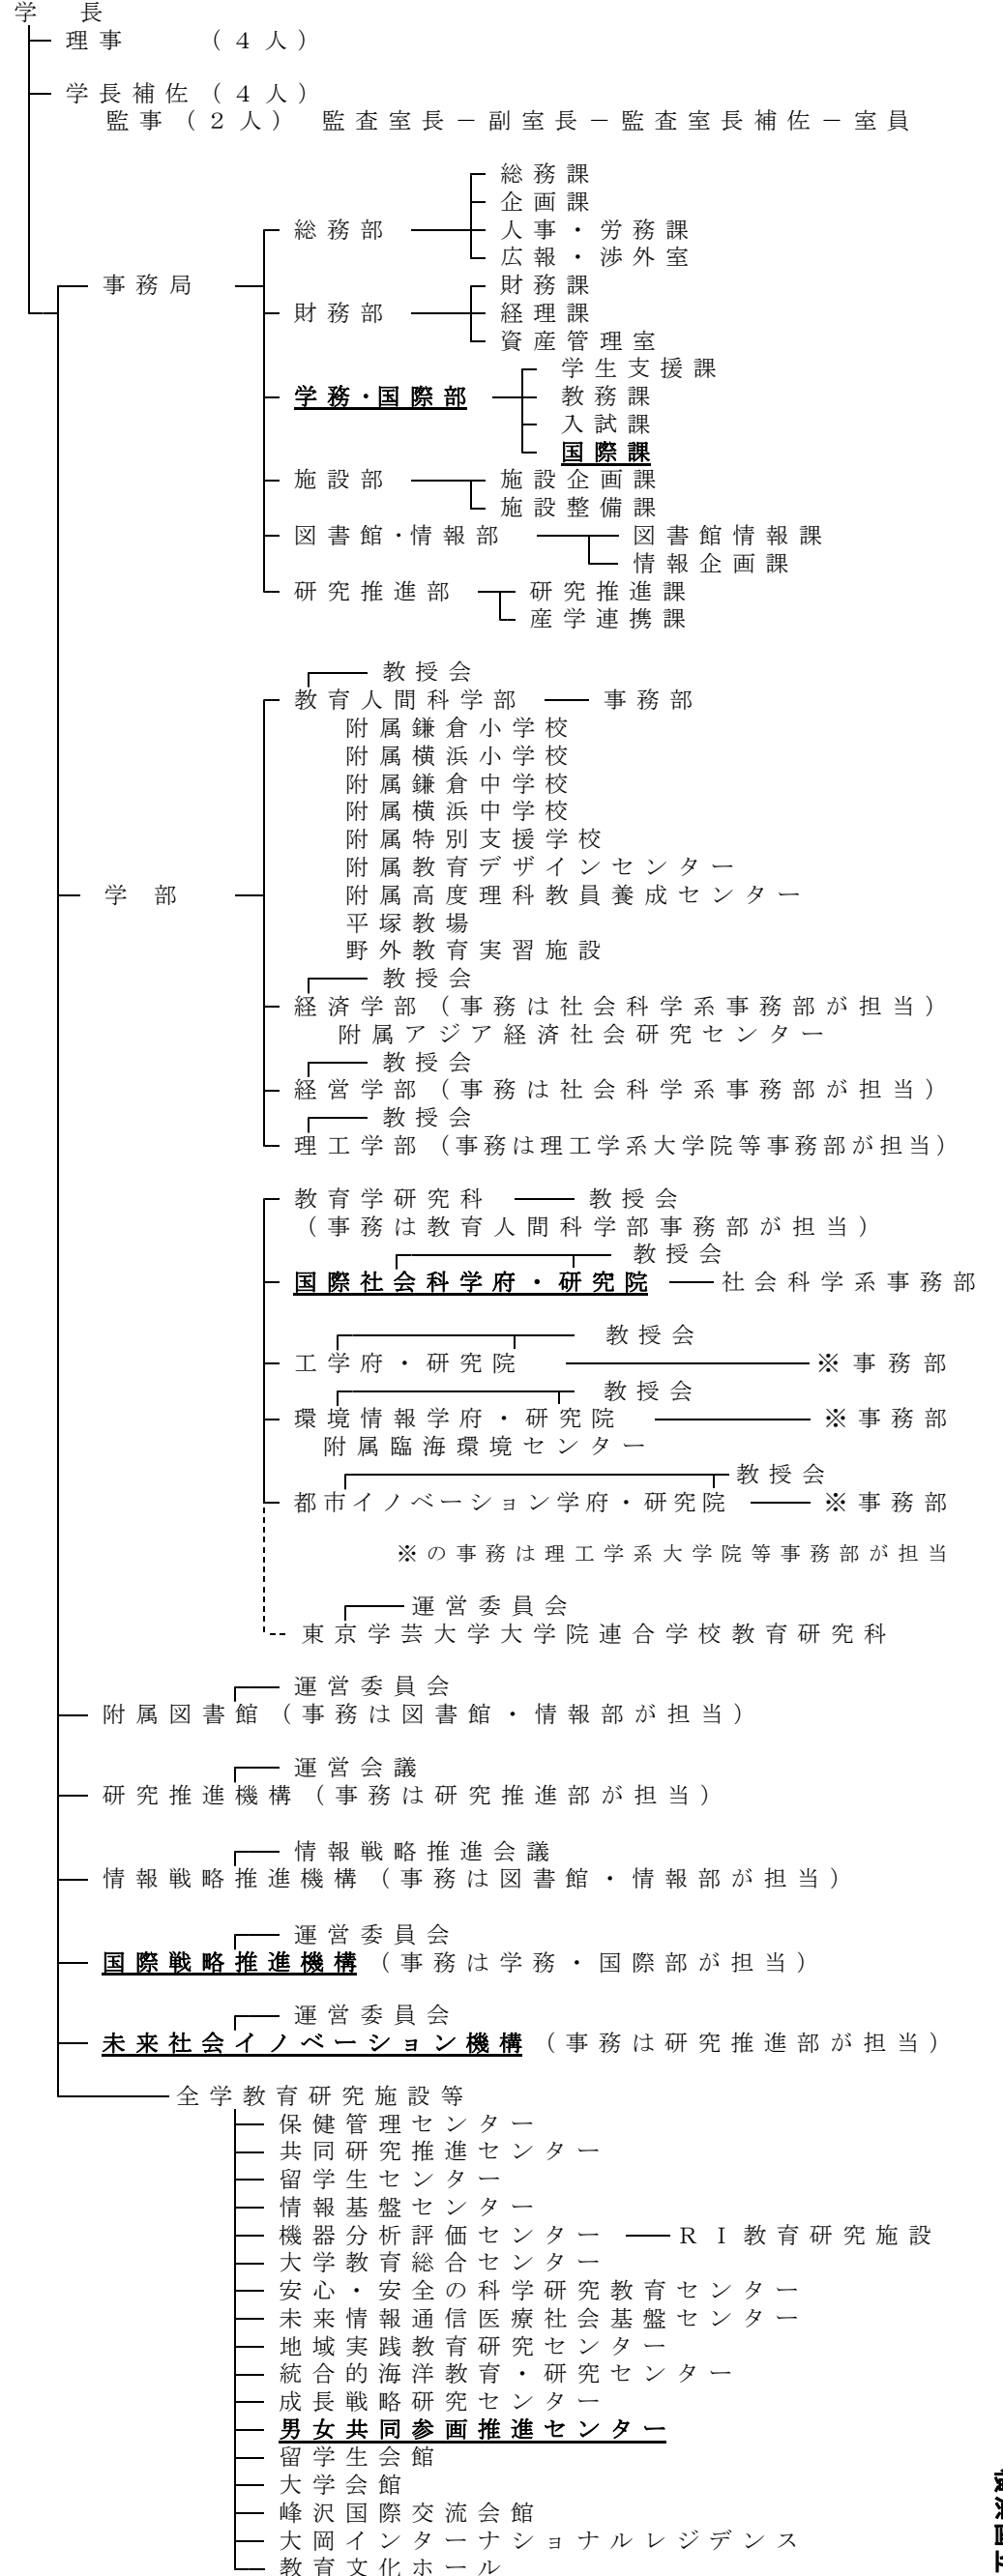 学長
理事（４人）
学長補佐（４人）
監事（２人） 監査室長－副室長－監査室長補佐－室員
総務課
企画課
総務部 人事・労務課
広報・渉外室
事務局 財務課
財務部 経理課
資産管理室
学生支援課
学務・国際部 教務課
入試課
国際課
施設部 施設企画課
施設整備課
図書館・情報部 図書館情報課
情報企画課
研究推進部 研究推進課
産学連携課
教授会
教育人間科学部 事務部
附属鎌倉小学校
附属横浜小学校
附属鎌倉中学校
附属横浜中学校
附属特別支援学校
附属教育デザインセンター
学部 附属高度理科教員養成センター
平塚教場
野外教育実習施設
教授会
経済学部（事務は社会科学系事務部が担当）
附属アジア経済社会研究センター
教授会
経営学部（事務は社会科学系事務部が担当）
教授会
理工学部（事務は理工学系大学院等事務部が担当）
教育学研究科 教授会
（事務は教育人間科学部事務部が担当）
教授会
国際社会科学府・研究院 社会科学系事務部
教授会
工学府・研究院 ※事務部
教授会
環境情報学府・研究院 ※事務部
附属臨海環境センター
教授会
都市イノベーション学府・研究院 ※事務部
※の事務は理工学系大学院等事務部が担当
運営委員会
東京学芸大学大学院連合学校教育研究科
運営委員会
附属図書館（事務は図書館・情報部が担当）
運営会議
研究推進機構（事務は研究推進部が担当）
情報戦略推進会議
情報戦略推進機構（事務は図書館・情報部が担当）
運営委員会
国際戦略推進機構（事務は学務・国際部が担当）
運営委員会
未来社会イノベーション機構（事務は研究推進部が担当）
全学教育研究施設等
保健管理センター
共同研究推進センター
留学生センター
情報基盤センター
機器分析評価センター ＲＩ教育研究施設
大学教育総合センター
安心・安全の科学研究教育センター
未来情報通信医療社会基盤センター
地域実践教育研究センター
統合的海洋教育・研究センター
成長戦略研究センター
男女共同参画推進センター
留学生会館
大学会館
峰沢国際交流会館
大岡インターナショナルレジデンス
教育文化ホール